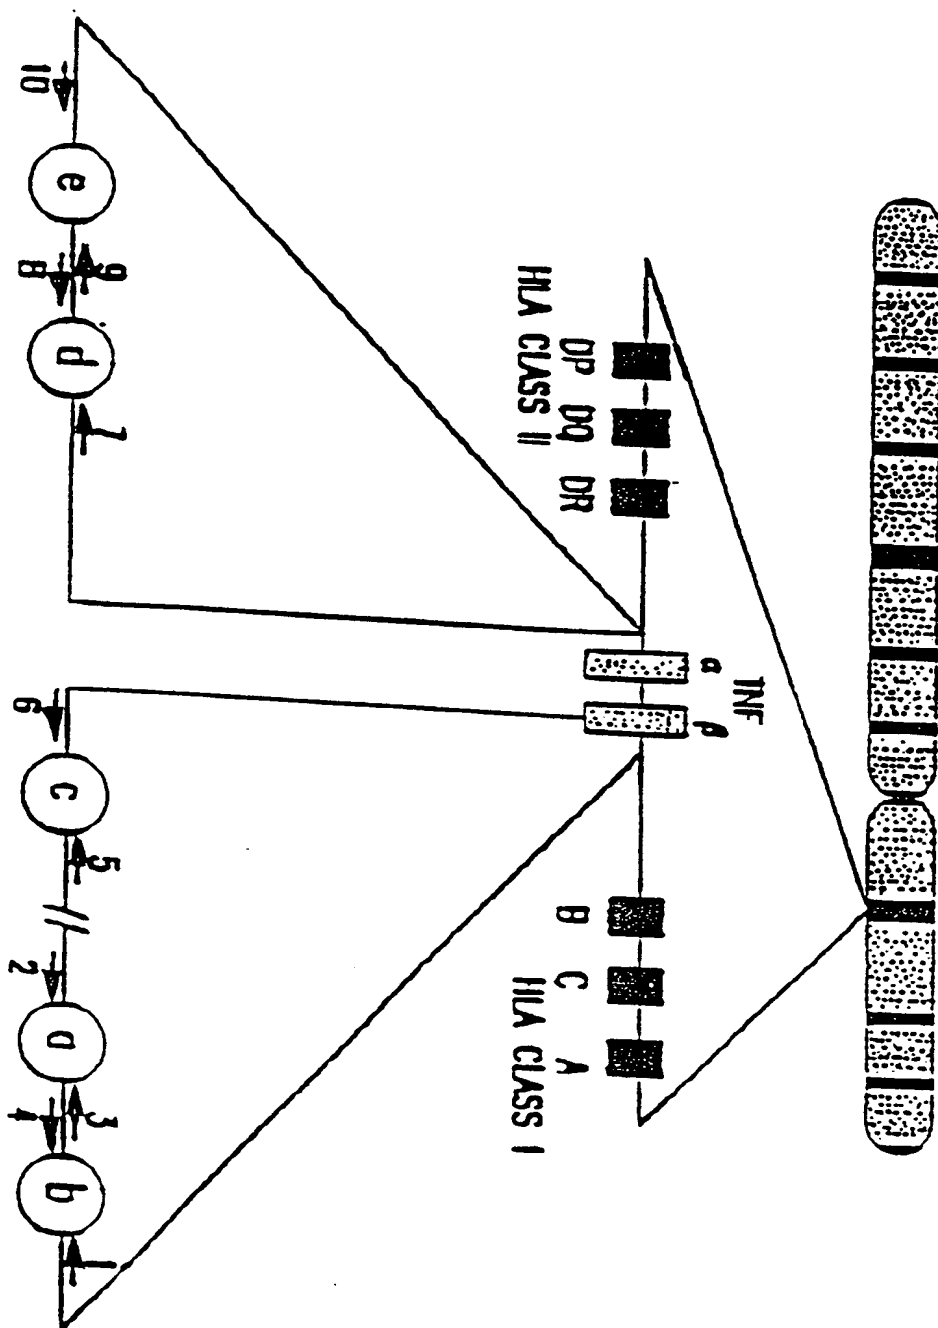 TNF
α β
DP DQ DR B C A
HLA CLASS II HLA CLASS I
9 7 5 3 1
e d c a b
10 8 6 2 4